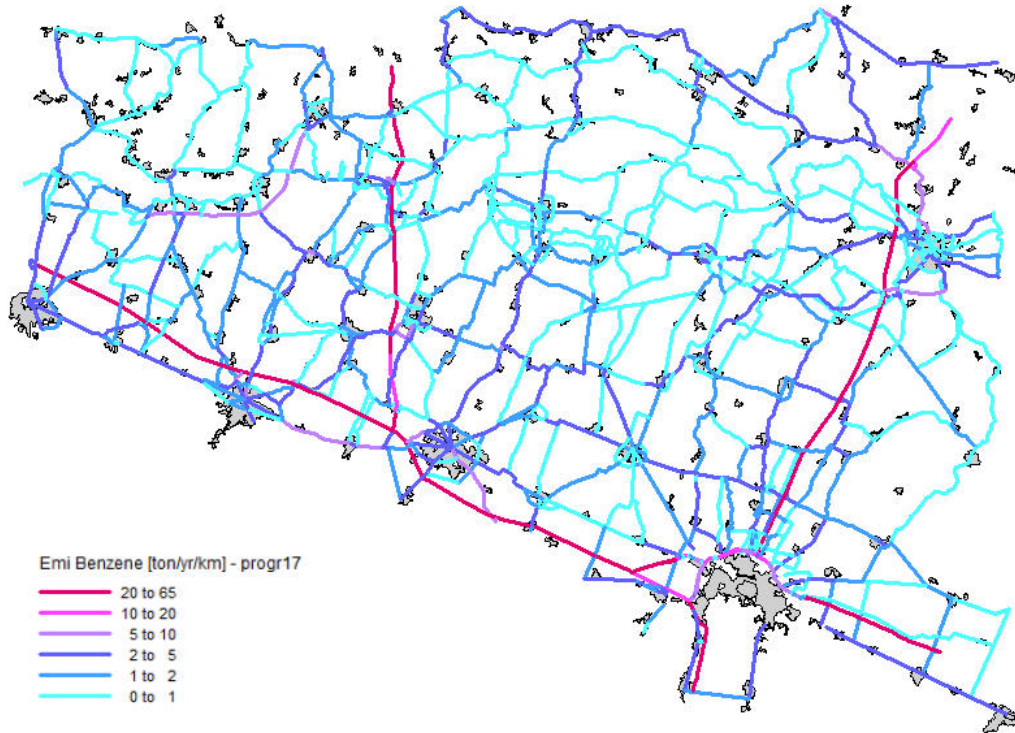 Emi Benzene [ton/yr/km] - progr17
20 to 65
10 to 20
5 to 10
2 to 5
1 to 2
0 to 1